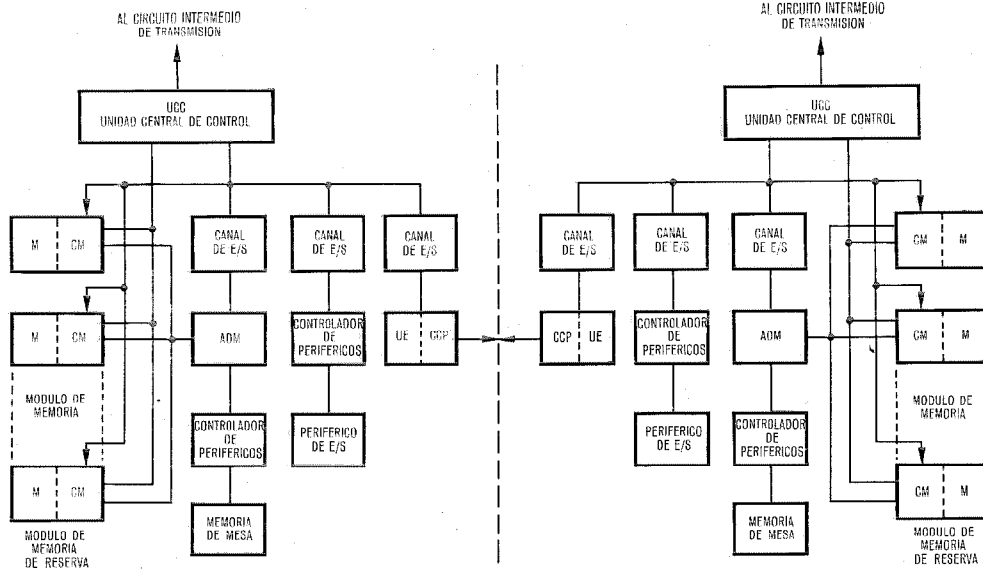 AL CIRCUITO INTERMEDIO
DE TRANSMISION
UCC
UNIDAD CENTRAL DE CONTROL
M
CM
CANAL
DE E/S
CANAL
DE E/S
CANAL
DE E/S
M
CM
ADM
CONTROLADOR
DE
PERIFERICOS
UE
CCP
MODULO DE
MEMORIA
CONTROLADOR
DE
PERIFERICOS
PERIFERICO
DE E/S
M
CM
MODULO DE
MEMORIA
DE RESERVA
MEMORIA
DE MESA
AL CIRCUITO INTERMEDIO
DE TRANSMISION
UCC
UNIDAD CENTRAL DE CONTROL
CANAL
DE E/S
CANAL
DE E/S
CANAL
DE E/S
CM
M
CCP
UE
CONTROLADOR
DE
PERIFERICOS
ADM
CM
M
PERIFERICO
DE E/S
CONTROLADOR
DE
PERIFERICOS
MODULO DE
MEMORIA
CM
M
MEMORIA
DE MESA
MODULO DE
MEMORIA
DE RESERVA